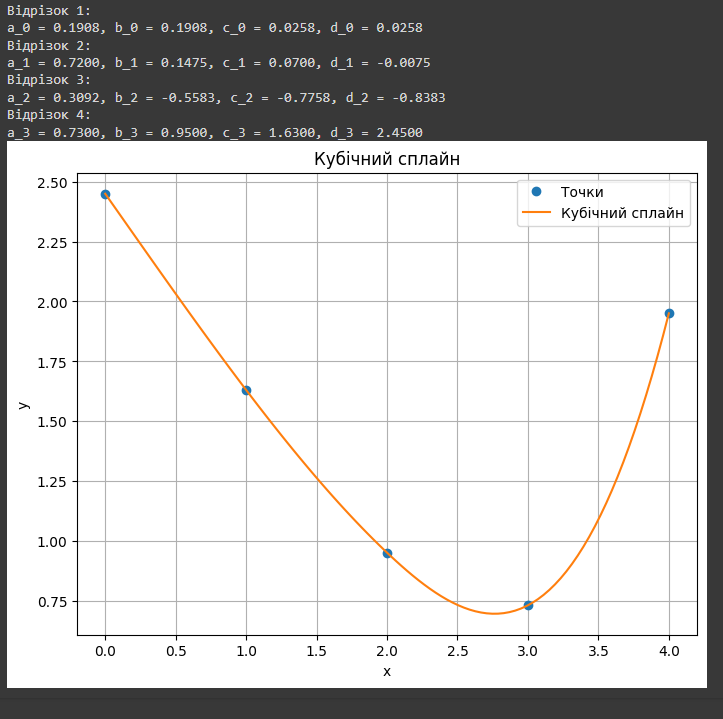 Відрізок 1:
a_0 = 0.1908, b_0 = 0.1908, c_0 = 0.0258, d_0 = 0.0258
Відрізок 2:
a_1 = 0.7200, b_1 = 0.1475, c_1 = 0.0700, d_1 = -0.0075
Відрізок 3:
a_2 = 0.3092, b_2 = -0.5583, c_2 = -0.7758, d_2 = -0.8383
Відрізок 4:
a_3 = 0.7300, b_3 = 0.9500, c_3 = 1.6300, d_3 = 2.4500
Кубічний сплайн
Точки
Кубічний сплайн
2.50
2.25
2.00
1.75
1.50
1.25
1.00
0.75
y
0.0 0.5 1.0 1.5 2.0 2.5 3.0 3.5 4.0
x